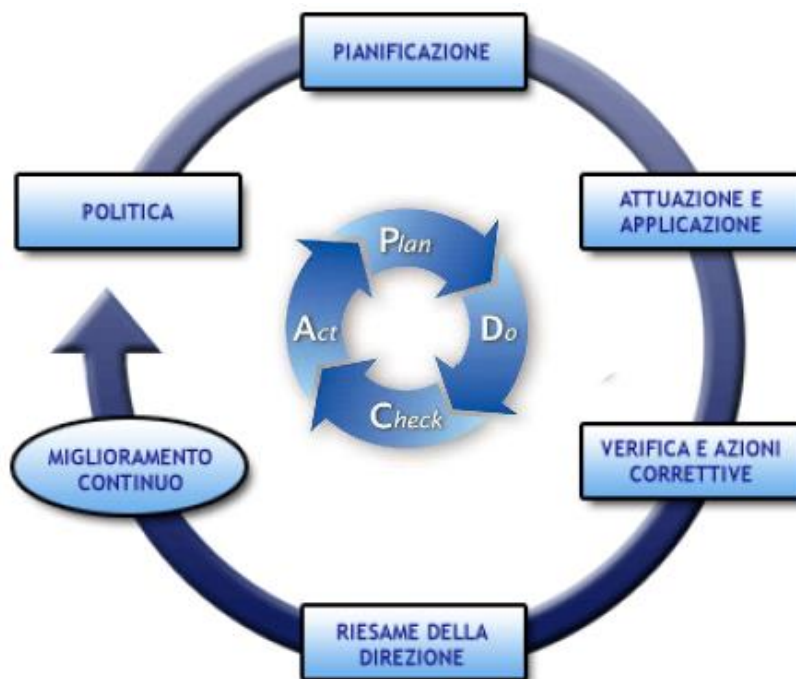 PIANIFICAZIONE
POLITICA
ATTUAZIONE E
APPLICAZIONE
Plan
Act
Do
Check
MIGLIORAMENTO
CONTINUO
VERIFICA E AZIONI
CORRETTIVE
RIESAME DELLA
DIREZIONE